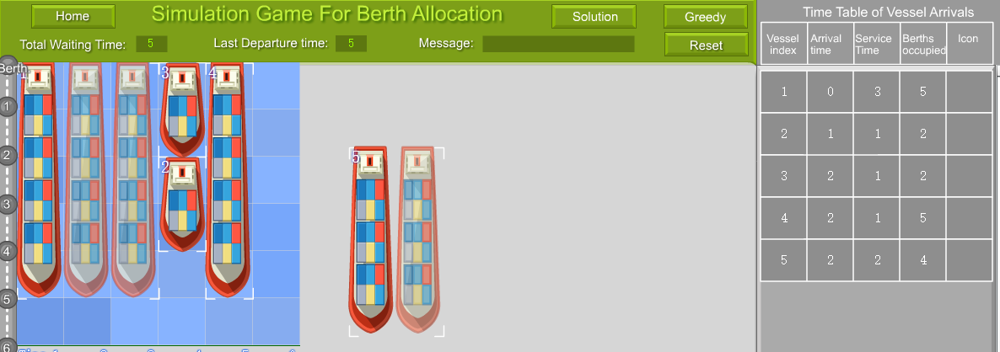 Home
Simulation Game For Berth Allocation
Solution
Greedy
Total Waiting Time: 5
Last Departure time: 5
Message:
Reset
Time Table of Vessel Arrivals
Vessel index
Arrival time
Service Time
Berths occupied
Icon
1 0 3 5
2 1 1 2
3 2 1 2
4 2 1 5
5 2 2 4
Berth
1
2
3
4
5
6
1
3
4
2
5